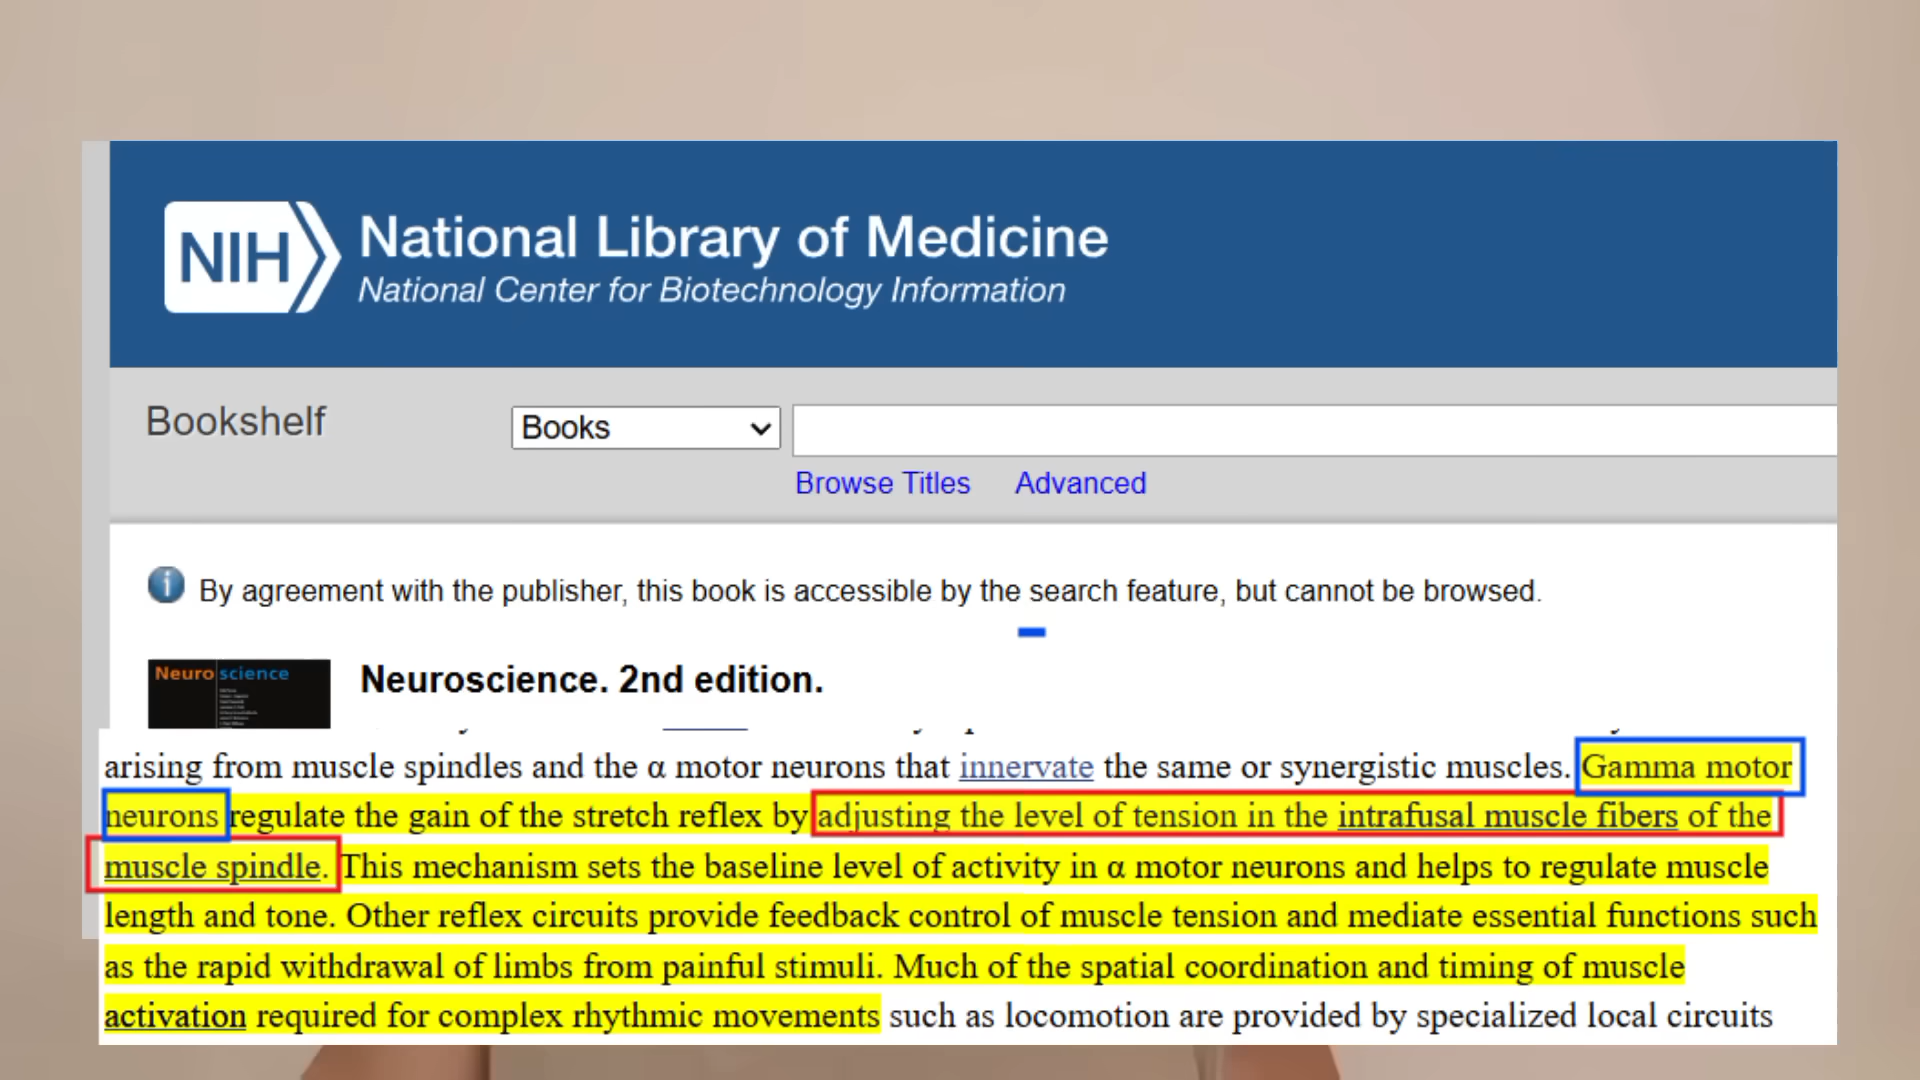 NIH
National Library of Medicine
National Center for Biotechnology Information
Bookshelf
Books
Browse Titles Advanced
By agreement with the publisher, this book is accessible by the search feature, but cannot be browsed.
Neuroscience
Neuroscience. 2nd edition.
arising from muscle spindles and the α motor neurons that innervate the same or synergistic muscles. Gamma motor
neurons regulate the gain of the stretch reflex by adjusting the level of tension in the intrafusal muscle fibers of the
muscle spindle. This mechanism sets the baseline level of activity in α motor neurons and helps to regulate muscle
length and tone. Other reflex circuits provide feedback control of muscle tension and mediate essential functions such
as the rapid withdrawal of limbs from painful stimuli. Much of the spatial coordination and timing of muscle
activation required for complex rhythmic movements such as locomotion are provided by specialized local circuits